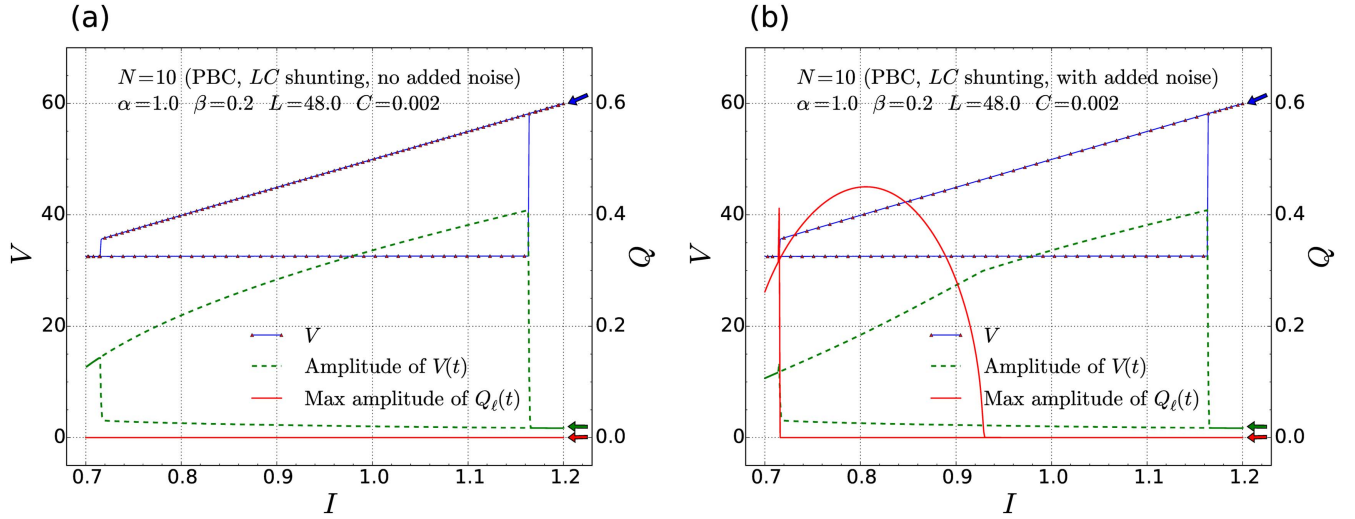 (a)
N=10 (PBC, LC shunting, no added noise)
α=1.0 β=0.2 L=48.0 C=0.002
V
Amplitude of V(t)
Max amplitude of Q_ℓ(t)
60
40
20
0
V
0.6
0.4
0.2
0.0
Q
0.7 0.8 0.9 1.0 1.1 1.2
I
(b)
N=10 (PBC, LC shunting, with added noise)
α=1.0 β=0.2 L=48.0 C=0.002
V
Amplitude of V(t)
Max amplitude of Q_ℓ(t)
60
40
20
0
V
0.6
0.4
0.2
0.0
Q
0.7 0.8 0.9 1.0 1.1 1.2
I